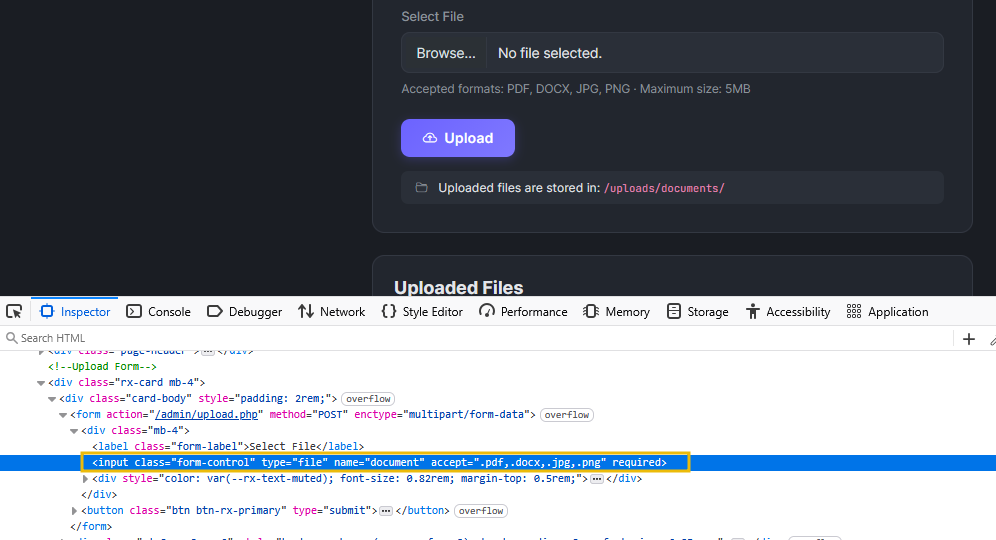 Select File
Browse... No file selected.
Accepted formats: PDF, DOCX, JPG, PNG · Maximum size: 5MB
Upload
Uploaded files are stored in: /uploads/documents/
Uploaded Files
Inspector Console Debugger Network Style Editor Performance Memory Storage Accessibility Application
Search HTML
<div class="page-header"></div>
<!--Upload Form-->
<div class="rx-card mb-4">
<div class="card-body" style="padding: 2rem;"> overflow
<form action="/admin/upload.php" method="POST" enctype="multipart/form-data"> overflow
<div class="mb-4">
<label class="form-label">Select File</label>
<input class="form-control" type="file" name="document" accept=".pdf,.docx,.jpg,.png" required>
<div style="color: var(--rx-text-muted); font-size: 0.82rem; margin-top: 0.5rem;"></div>
</div>
<button class="btn btn-rx-primary" type="submit"></button> overflow
</form>